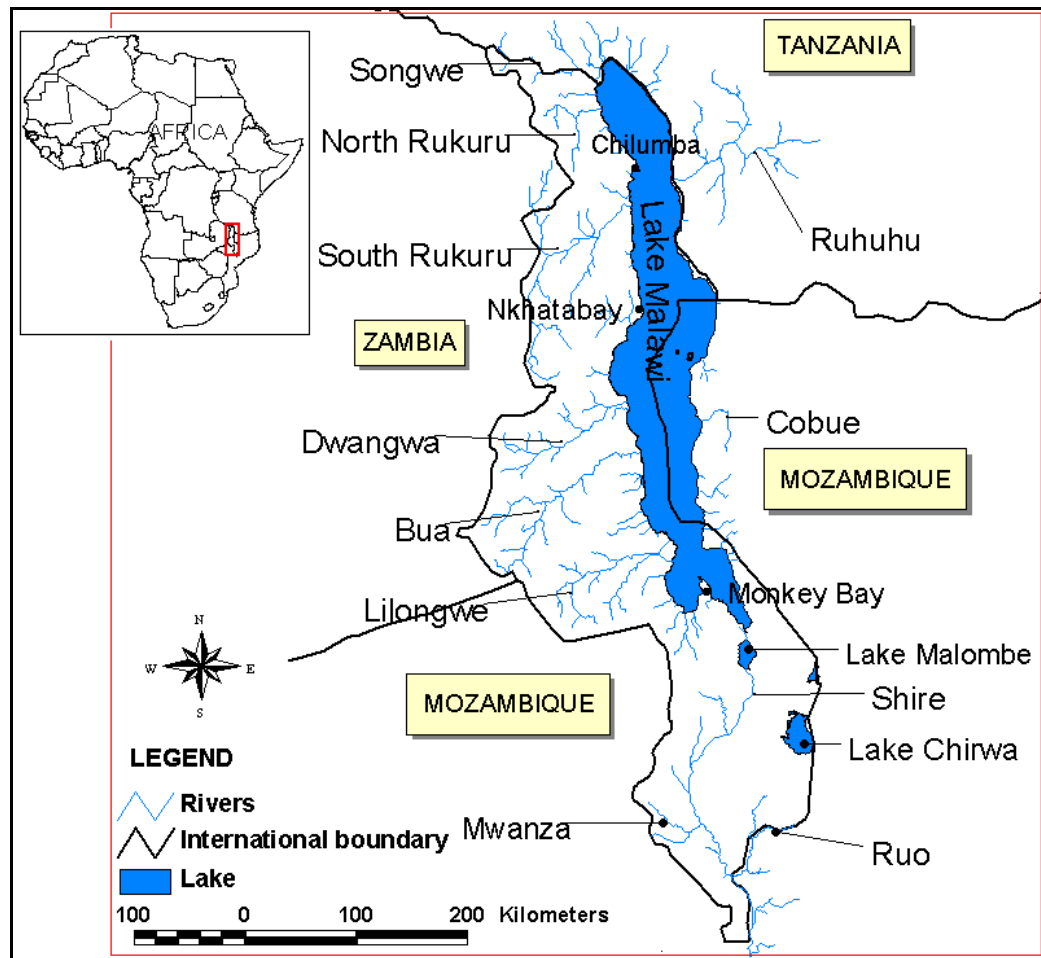 TANZANIA
Songwe
AFRICA
North Rukuru
Chilumba
Ruhuhu
South Rukuru
Lake Malawi
Nkhatabay
ZAMBIA
Dwangwa
Cobue
MOZAMBIQUE
Bua
Lilongwe
Monkey Bay
N
W E
S
Lake Malombe
MOZAMBIQUE
Shire
Lake Chirwa
LEGEND
Rivers
International boundary
Lake
Mwanza
Ruo
100 0 100 200 Kilometers